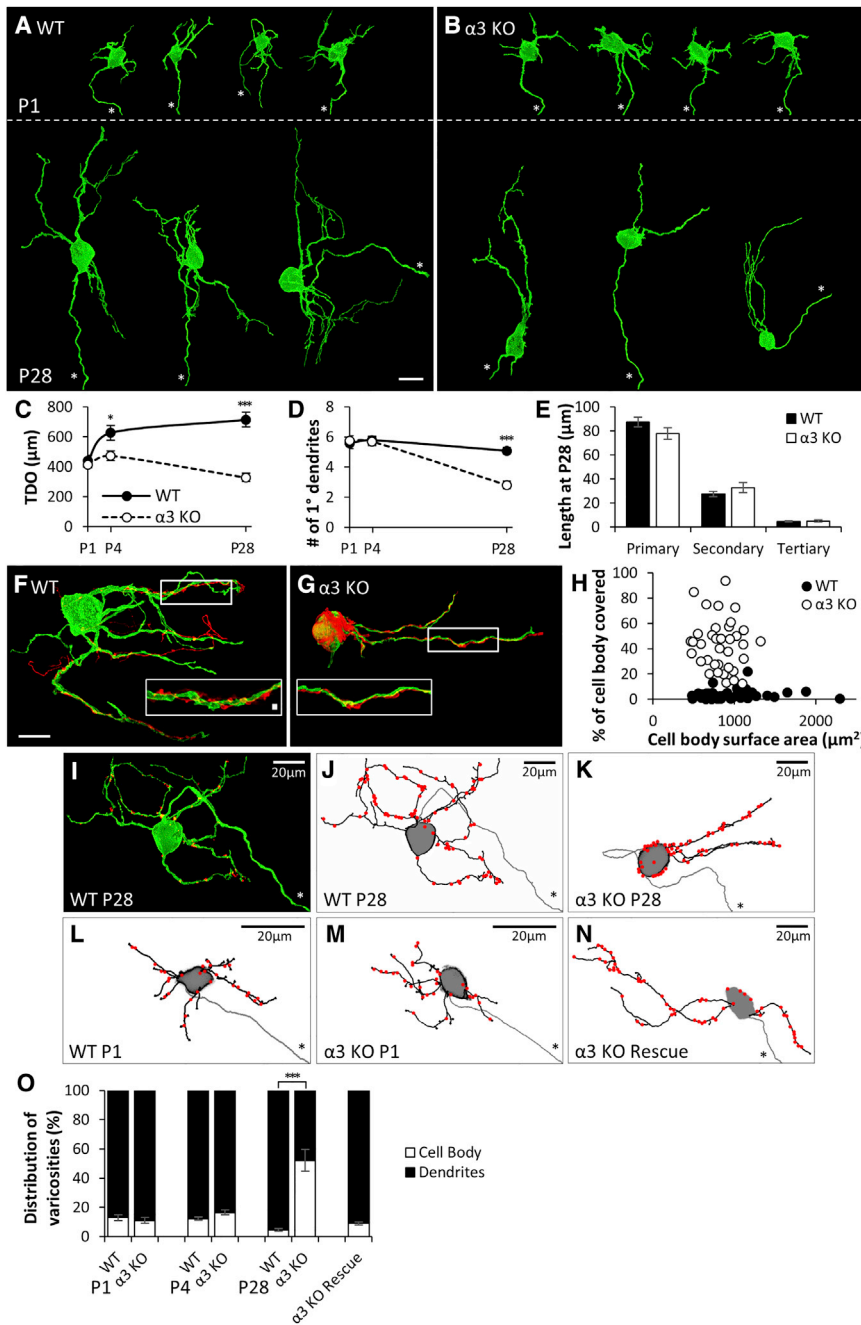 A WT
* * * *
P1
*
* *
P28
B α3 KO
* * * *
*
* *
C
TDO (µm)
800
600
400
200
0
* ***
WT
α3 KO
P1 P4 P28
D
# of 1° dendrites
8
6
4
2
0
***
P1 P4 P28
E
Length at P28 (µm)
100
80
60
40
20
0
WT
α3 KO
Primary Secondary Tertiary
F WT
G α3 KO
H
% of cell body covered
100
80
60
40
20
0
WT
α3 KO
0 1000 2000
Cell body surface area (µm²)
I 20µm
WT P28 *
J 20µm
WT P28 *
K 20µm
α3 KO P28 *
L 20µm
WT P1 *
M 20µm
α3 KO P1 *
N 20µm
α3 KO Rescue *
O
Distribution of
varicosities (%)
100
80
60
40
20
0
***
Cell Body
Dendrites
WT α3 KO WT α3 KO WT α3 KO α3 KO Rescue
P1 P4 P28